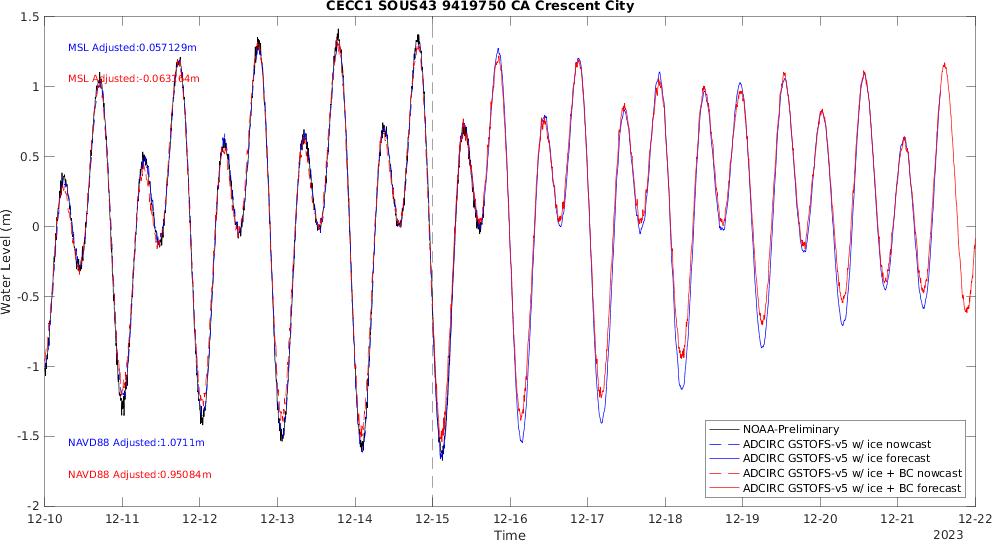 CECC1 SOUS43 9419750 CA Crescent City
1.5
MSL Adjusted:0.057129m
MSL Adjusted:-0.063164m
1
0.5
0
-0.5
-1
-1.5
-2
Water Level (m)
NAVD88 Adjusted:1.0711m
NAVD88 Adjusted:0.95084m
NOAA-Preliminary
ADCIRC GSTOFS-v5 w/ ice nowcast
ADCIRC GSTOFS-v5 w/ ice forecast
ADCIRC GSTOFS-v5 w/ ice + BC nowcast
ADCIRC GSTOFS-v5 w/ ice + BC forecast
12-10 12-11 12-12 12-13 12-14 12-15 12-16 12-17 12-18 12-19 12-20 12-21 12-22
Time
2023